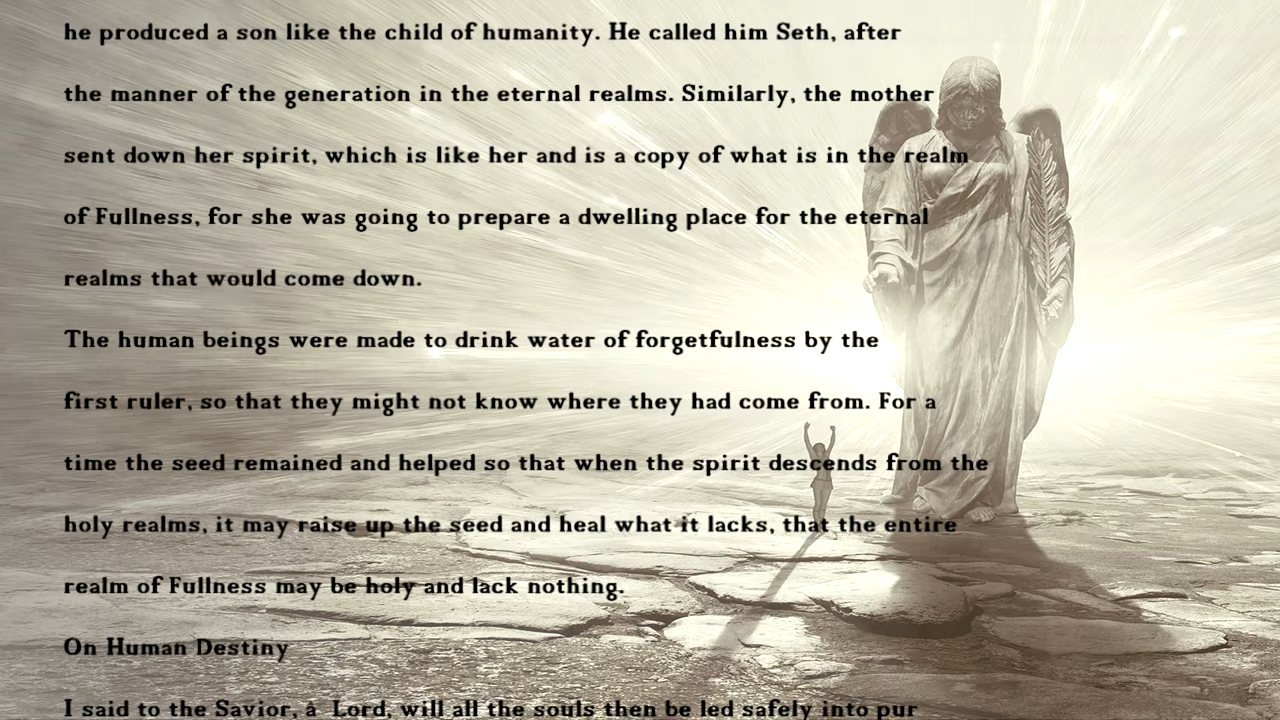 he produced a son like the child of humanity. He called him Seth, after
the manner of the generation in the eternal realms. Similarly, the mother
sent down her spirit, which is like her and is a copy of what is in the realm
of Fullness, for she was going to prepare a dwelling place for the eternal
realms that would come down.
The human beings were made to drink water of forgetfulness by the
first ruler, so that they might not know where they had come from. For a
time the seed remained and helped so that when the spirit descends from the
holy realms, it may raise up the seed and heal what it lacks, that the entire
realm of Fullness may be holy and lack nothing.
On Human Destiny
I said to the Savior, â Lord, will all the souls then be led safely into pur